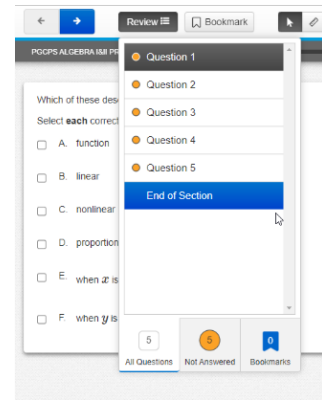 Review
Bookmark
PGCPS ALGEBRA I&II PR
Question 1
Question 2
Question 3
Question 4
Question 5
End of Section
5
All Questions
5
Not Answered
0
Bookmarks
Which of these des
Select each correct
A. function
B. linear
C. nonlinear
D. proportion
E. when x is
F. when y is